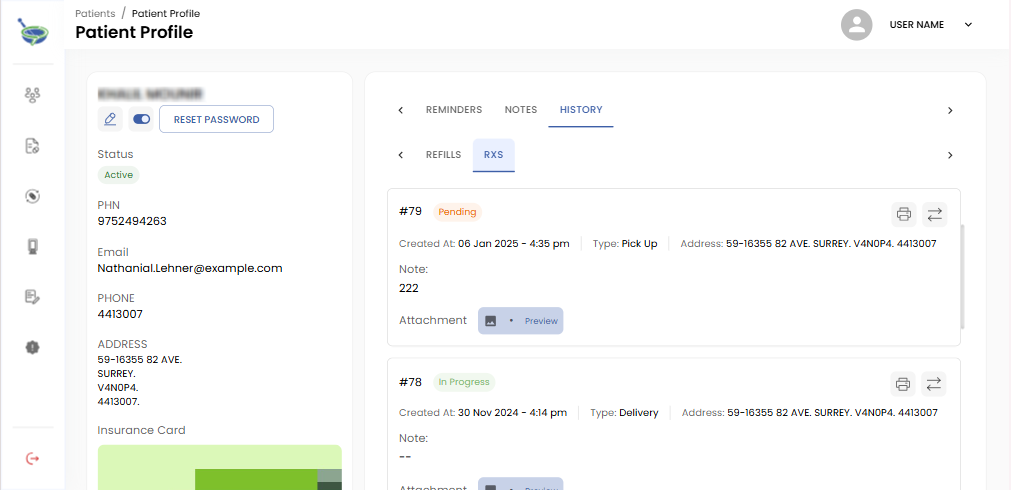 Patients / Patient Profile
Patient Profile
USER NAME
RESET PASSWORD
Status
Active
PHN
9752494263
Email
Nathanial.Lehner@example.com
PHONE
4413007
ADDRESS
59-16355 82 AVE.
SURREY.
V4N0P4.
4413007.
Insurance Card
REMINDERS NOTES HISTORY
REFILLS RXS
#79 Pending
Created At: 06 Jan 2025 - 4:35 pm Type: Pick Up Address: 59-16355 82 AVE. SURREY. V4N0P4. 4413007
Note:
222
Attachment • Preview
#78 In Progress
Created At: 30 Nov 2024 - 4:14 pm Type: Delivery Address: 59-16355 82 AVE. SURREY. V4N0P4. 4413007
Note:
--
Attachment • Preview